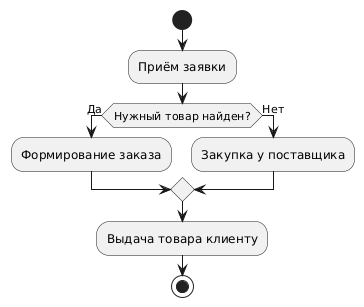 Приём заявки
Нужный товар найден?
Да
Нет
Формирование заказа
Закупка у поставщика
Выдача товара клиенту